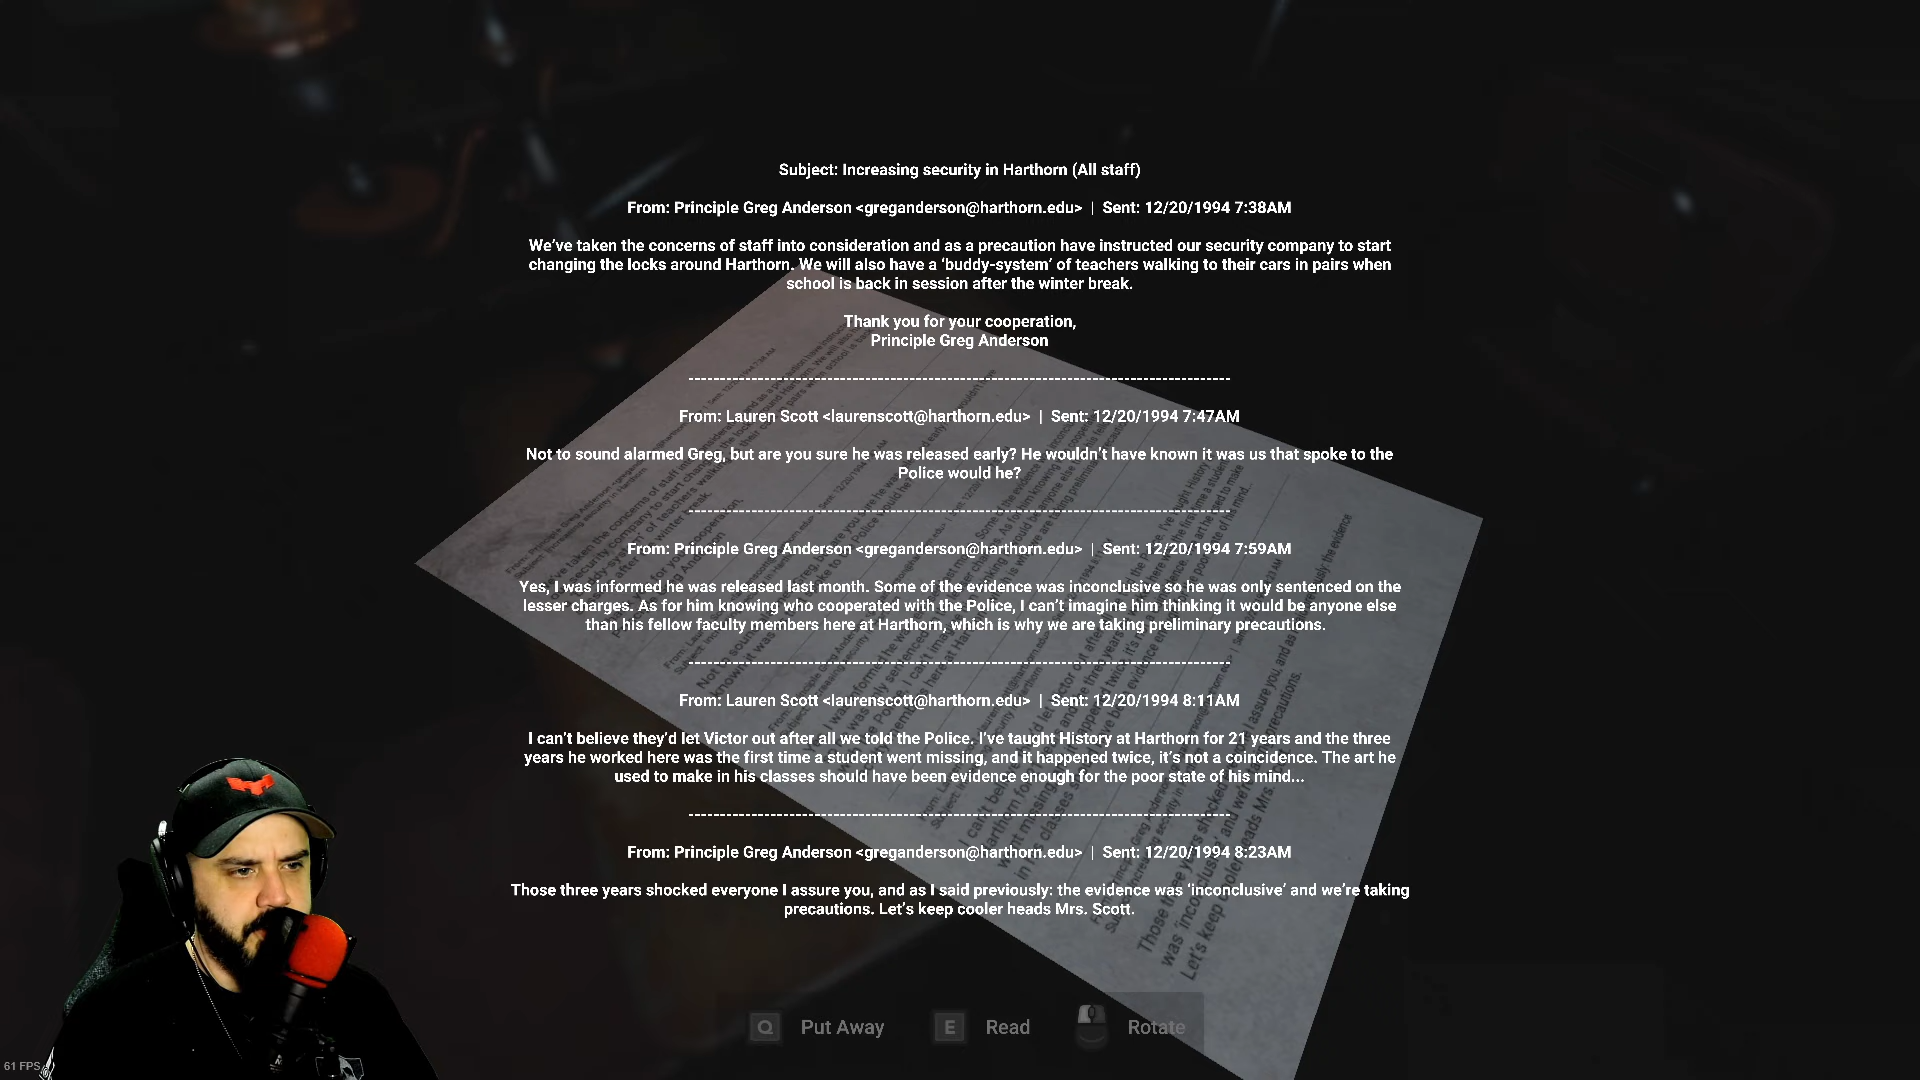 Subject: Increasing security in Harthorn (All staff)
From: Principle Greg Anderson <greganderson@harthorn.edu> | Sent: 12/20/1994 7:38AM
We've taken the concerns of staff into consideration and as a precaution have instructed our security company to start
changing the locks around Harthorn. We will also have a ‘buddy-system’ of teachers walking to their cars in pairs when
school is back in session after the winter break.
Thank you for your cooperation,
Principle Greg Anderson
--------------------------------------------------------------------------------------
From: Lauren Scott <laurenscott@harthorn.edu> | Sent: 12/20/1994 7:47AM
Not to sound alarmed Greg, but are you sure he was released early? He wouldn't have known it was us that spoke to the
Police would he?
--------------------------------------------------------------------------------------
From: Principle Greg Anderson <greganderson@harthorn.edu> | Sent: 12/20/1994 7:59AM
Yes, I was informed he was released last month. Some of the evidence was inconclusive so he was only sentenced on the
lesser charges. As for him knowing who cooperated with the Police, I can't imagine him thinking it would be anyone else
than his fellow faculty members here at Harthorn, which is why we are taking preliminary precautions.
--------------------------------------------------------------------------------------
From: Lauren Scott <laurenscott@harthorn.edu> | Sent: 12/20/1994 8:11AM
I can't believe they'd let Victor out after all we told the Police. I've taught History at Harthorn for 21 years and the three
years he worked here was the first time a student went missing, and it happened twice, it's not a coincidence. The art he
used to make in his classes should have been evidence enough for the poor state of his mind...
--------------------------------------------------------------------------------------
From: Principle Greg Anderson <greganderson@harthorn.edu> | Sent: 12/20/1994 8:23AM
Those three years shocked everyone I assure you, and as I said previously: the evidence was ‘inconclusive’ and we're taking
precautions. Let's keep cooler heads Mrs. Scott.
Q Put Away E Read Rotate
61 FPS